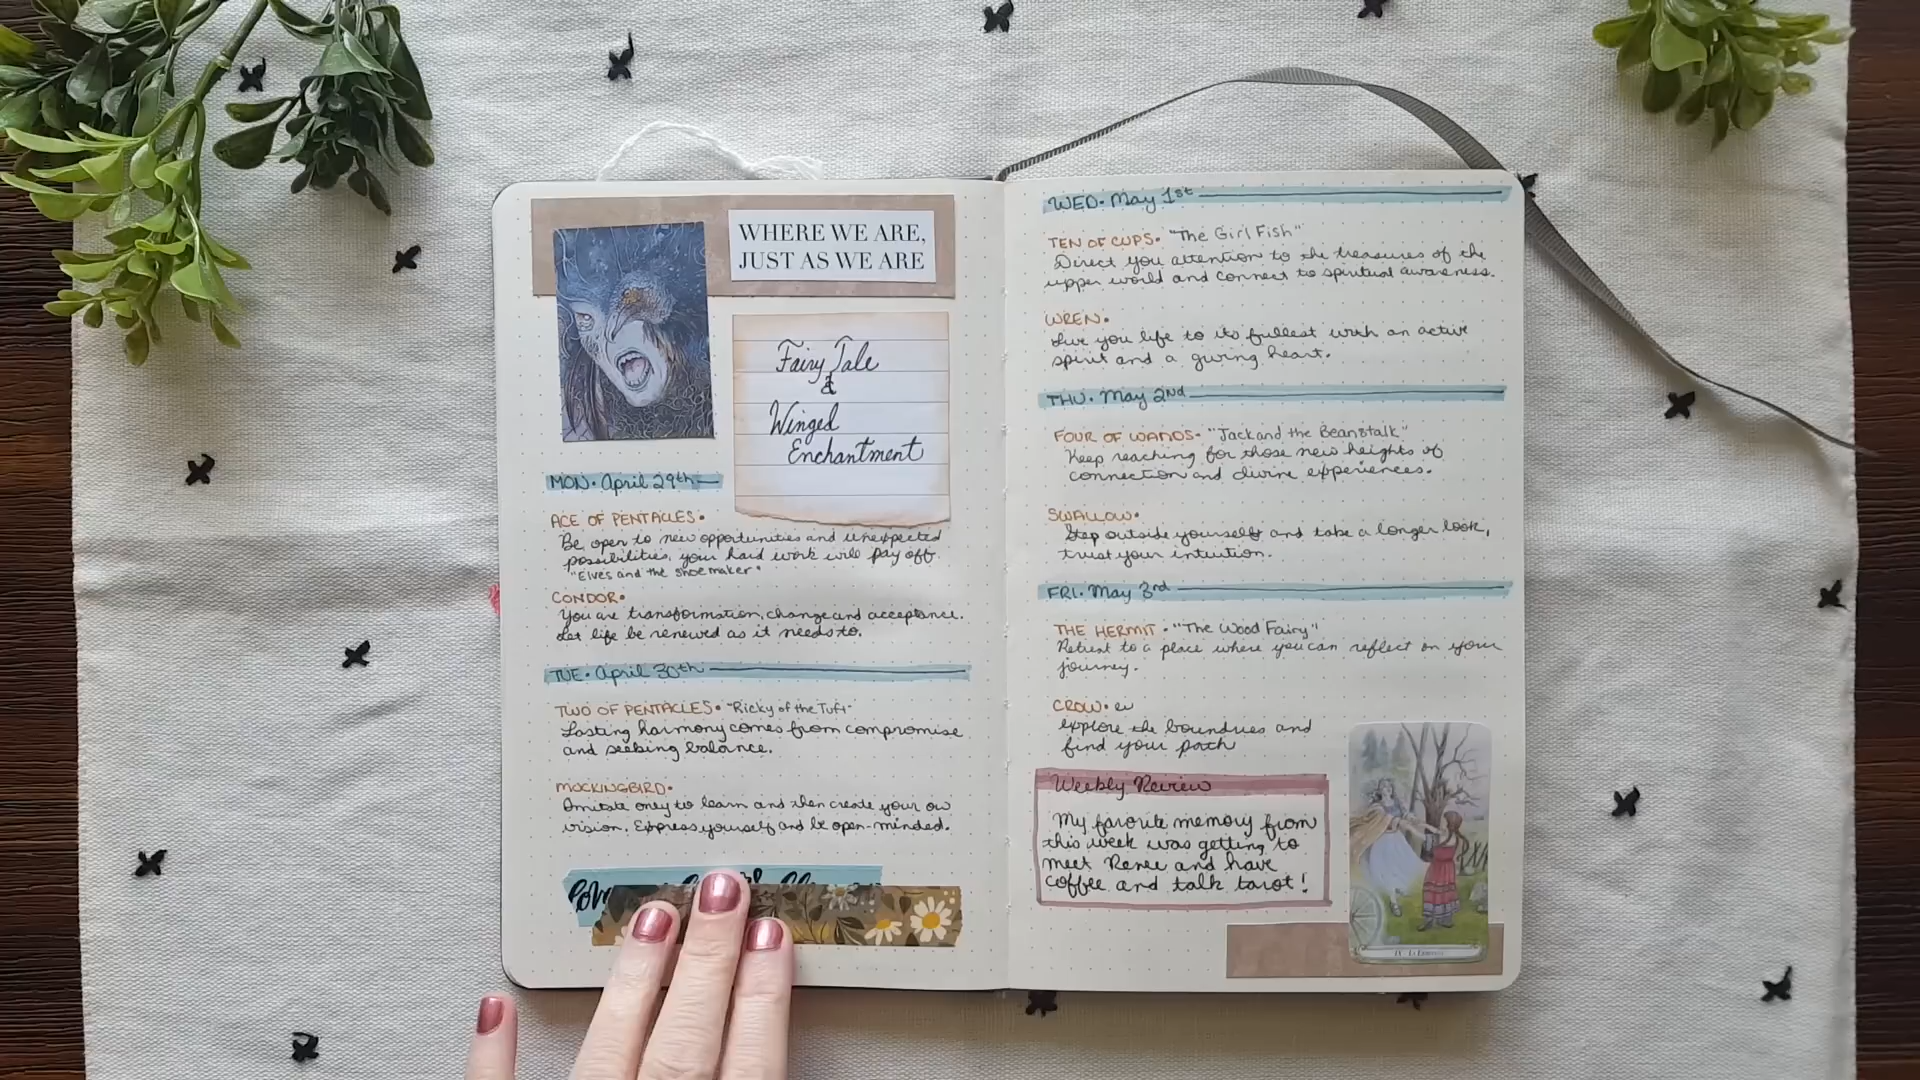 WHERE WE ARE,
JUST AS WE ARE
Fairy Tale
&
Winged
Enchantment
MON. April 29th
ACE OF PENTACLES.
Be open to new opportunities and unexpected
possibilities, your hard work will pay off.
"Elves and the Shoemaker"
CONDOR.
You are transformation, change and acceptance.
Let life be renewed as it needs to.
TUE. April 30th
TWO OF PENTACLES. "Ricky of the Tuft"
Lasting harmony comes from compromise
and seeking balance.
MOCKINGBIRD.
Imitate only to learn and then create your ow
vision. Express yourself and be open-minded.
WED. May 1st
TEN OF CUPS. "The Girl Fish"
Direct you attention to the treasures of the
upper world and connect to spiritual awareness.
WREN.
Live you life to its fullest with an active
spirit and a giving heart.
THU. May 2nd
FOUR OF WANDS. "Jack and the Beanstalk"
Keep reaching for those new heights of
connection and divine experiences.
SWALLOW.
Step outside yourself and take a longer look,
trust your intuition.
FRI. May 3rd
THE HERMIT. "The Wood Fairy"
Retreat to a place where you can reflect on your
journey.
CROW.
explore the boundries and
find your path
Weekly Review
My favorite memory from
this week was getting to
meet Renee and have
coffee and talk tarot!